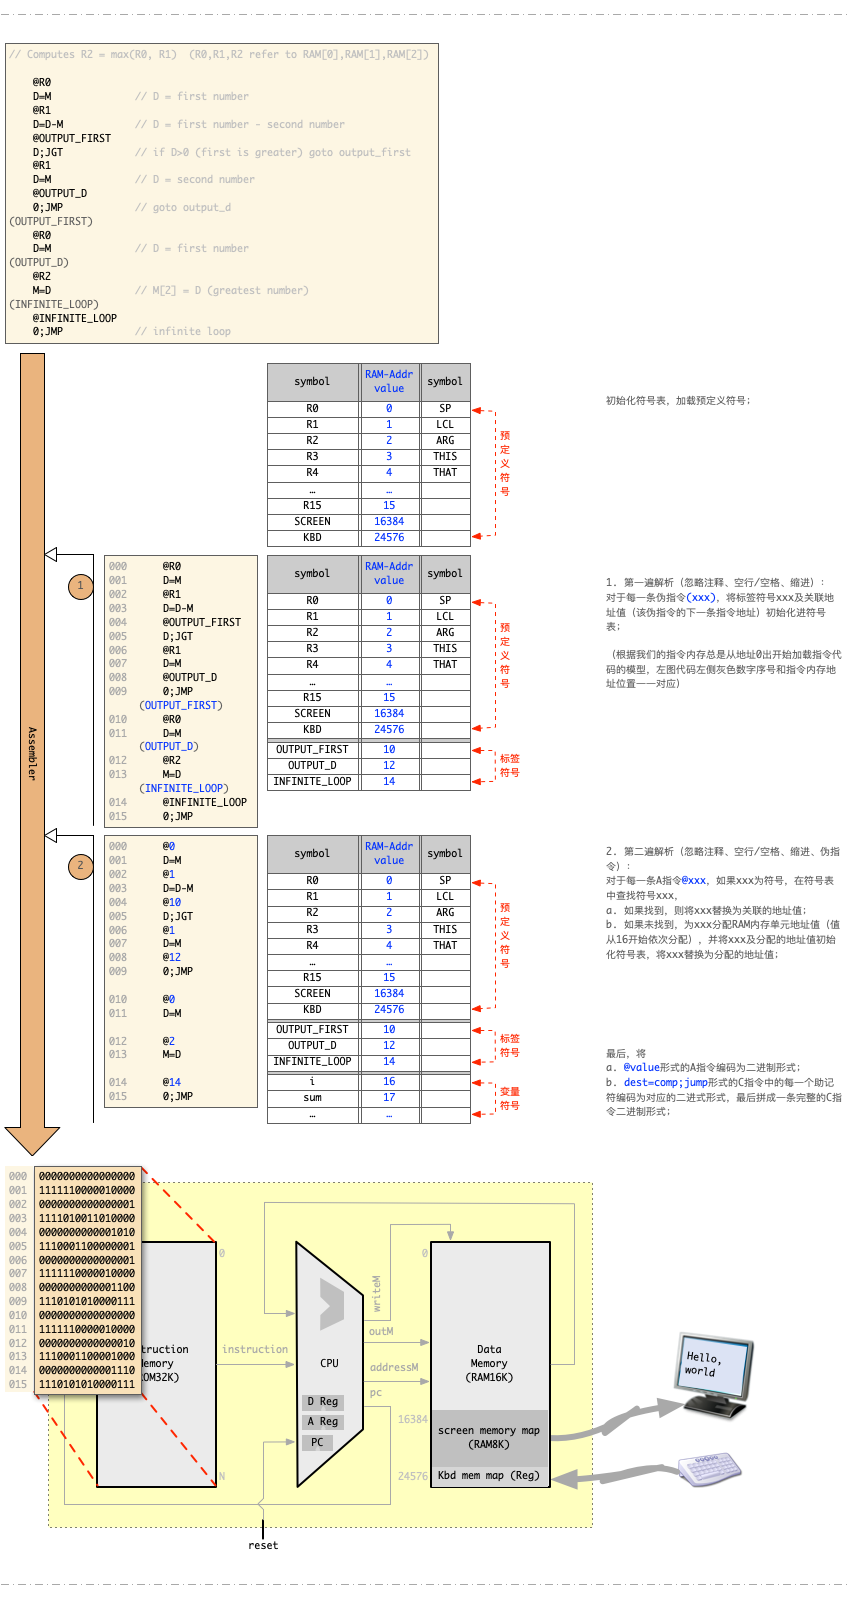 // Computes R2 = max(R0, R1)  (R0,R1,R2 refer to RAM[0],RAM[1],RAM[2])
@R0
D=M // D = first number
@R1
D=D-M // D = first number - second number
@OUTPUT_FIRST
D;JGT // if D>0 (first is greater) goto output_first
@R1
D=M // D = second number
@OUTPUT_D
0;JMP // goto output_d
(OUTPUT_FIRST)
@R0
D=M // D = first number
(OUTPUT_D)
@R2
M=D // M[2] = D (greatest number)
(INFINITE_LOOP)
@INFINITE_LOOP
0;JMP // infinite loop
Assembler
symbol RAM-Addr value symbol
R0 0 SP
R1 1 LCL
R2 2 ARG
R3 3 THIS
R4 4 THAT
… …
R15 15
SCREEN 16384
KBD 24576
预定义符号
初始化符号表，加载预定义符号；
1
000 @R0
001 D=M
002 @R1
003 D=D-M
004 @OUTPUT_FIRST
005 D;JGT
006 @R1
007 D=M
008 @OUTPUT_D
009 0;JMP
(OUTPUT_FIRST)
010 @R0
011 D=M
(OUTPUT_D)
012 @R2
013 M=D
(INFINITE_LOOP)
014 @INFINITE_LOOP
015 0;JMP
symbol RAM-Addr value symbol
R0 0 SP
R1 1 LCL
R2 2 ARG
R3 3 THIS
R4 4 THAT
… …
R15 15
SCREEN 16384
KBD 24576
OUTPUT_FIRST 10
OUTPUT_D 12
INFINITE_LOOP 14
预定义符号
标签符号
1. 第一遍解析（忽略注释、空行/空格、缩进）：
对于每一条伪指令(xxx)，将标签符号xxx及关联地
址值（该伪指令的下一条指令地址）初始化进符号
表；
（根据我们的指令内存总是从地址0出开始加载指令代
码的模型，左图代码左侧灰色数字序号和指令内存地
址位置一一对应）
2
000 @0
001 D=M
002 @1
003 D=D-M
004 @10
005 D;JGT
006 @1
007 D=M
008 @12
009 0;JMP
010 @0
011 D=M
012 @2
013 M=D
014 @14
015 0;JMP
symbol RAM-Addr value symbol
R0 0 SP
R1 1 LCL
R2 2 ARG
R3 3 THIS
R4 4 THAT
… …
R15 15
SCREEN 16384
KBD 24576
OUTPUT_FIRST 10
OUTPUT_D 12
INFINITE_LOOP 14
i 16
sum 17
… …
预定义符号
标签符号
变量符号
2. 第二遍解析（忽略注释、空行/空格、缩进、伪指
令）：
对于每一条A指令@xxx，如果xxx为符号，在符号表
中查找符号xxx，
a. 如果找到，则将xxx替换为关联的地址值；
b. 如果未找到，为xxx分配RAM内存单元地址值（值
从16开始依次分配），并将xxx及分配的地址值初始
化符号表，将xxx替换为分配的地址值；
最后，将
a. @value形式的A指令编码为二进制形式；
b. dest=comp;jump形式的C指令中的每一个助记
符编码为对应的二进式形式，最后拼成一条完整的C指
令二进制形式；
000 0000000000000000
001 1111110000010000
002 0000000000000001
003 1111010011010000
004 0000000000001010
005 1110001100000001
006 0000000000000001
007 1111110000010000
008 0000000000001100
009 1110101010000111
010 0000000000000000
011 1111110000010000
012 0000000000000010
013 1110001100001000
014 0000000000001110
015 1110101010000111
0
truction
emory
OM32K)
N
instruction
CPU
D Reg
A Reg
PC
reset
writeM
outM
addressM
pc
0
Data
Memory
(RAM16K)
16384
screen memory map
(RAM8K)
24576
Kbd mem map (Reg)
Hello,
world